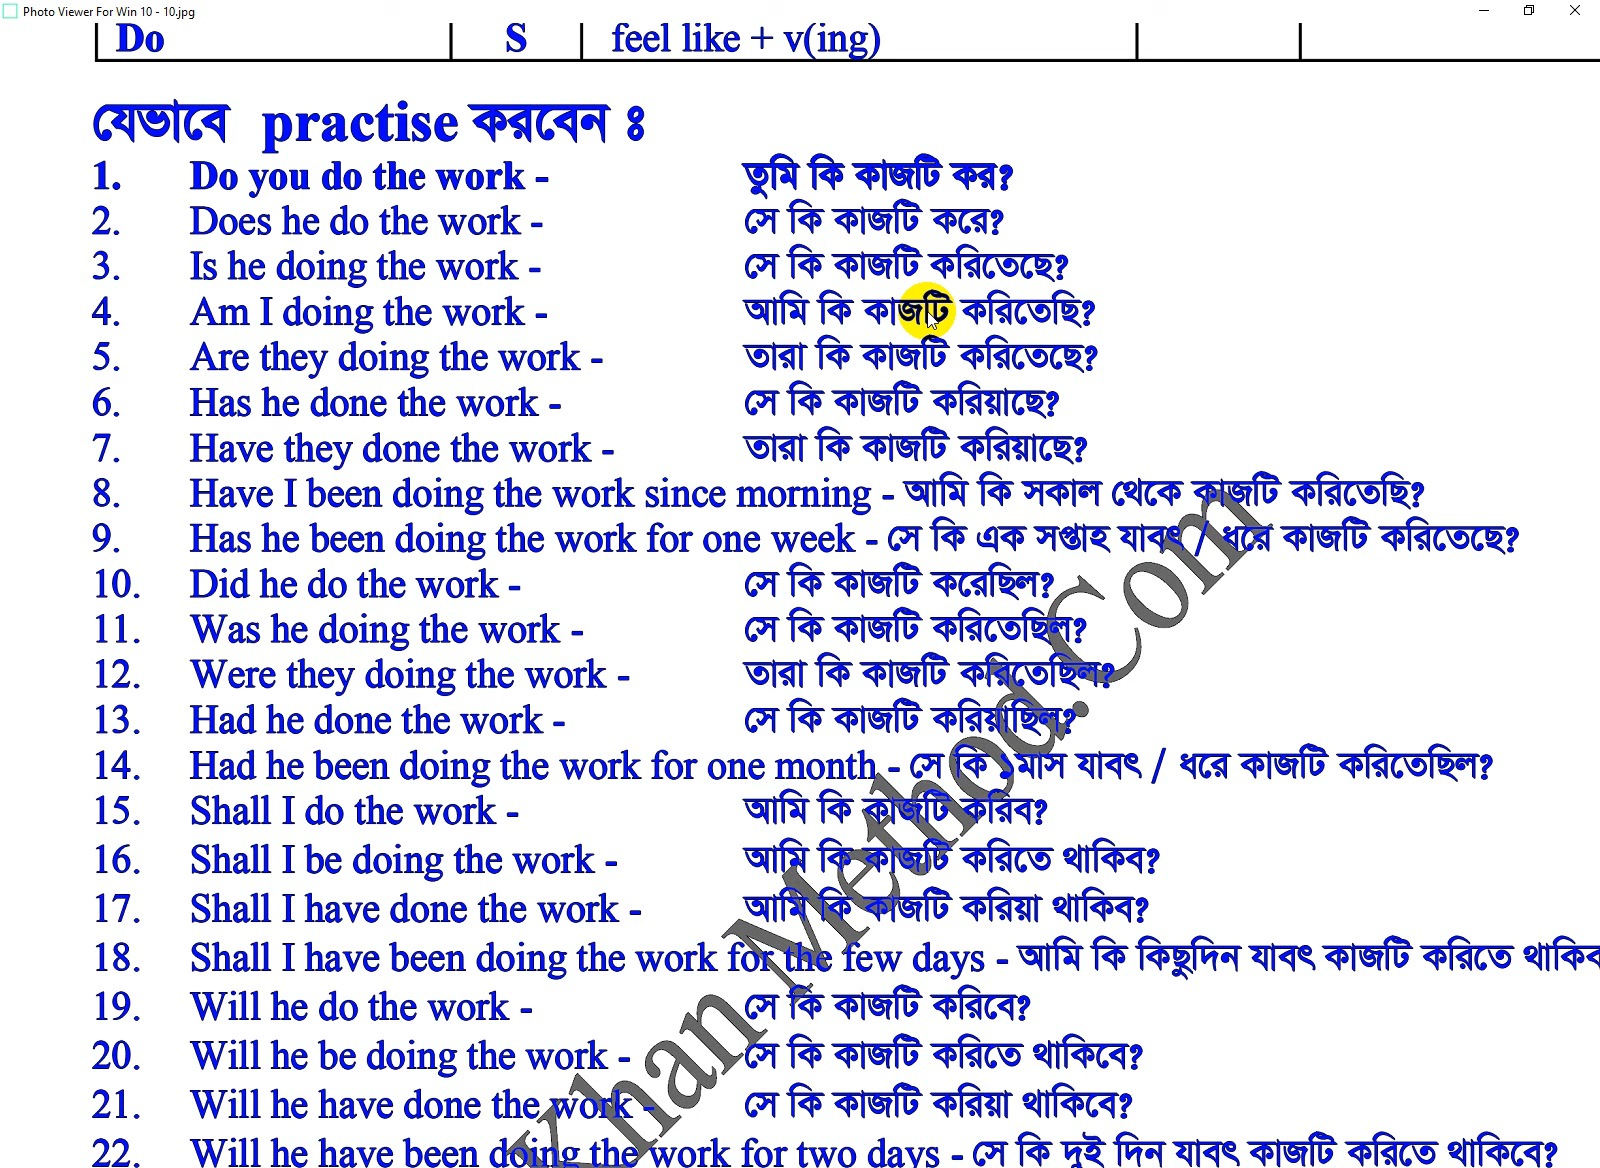 Photo Viewer For Win 10 - 10.jpg
Do S feel like + v(ing)
যেভাবে practise করবেন ঃ
1. Do you do the work - তুমি কি কাজটি কর?
2. Does he do the work - সে কি কাজটি করে?
3. Is he doing the work - সে কি কাজটি করিতেছে?
4. Am I doing the work - আমি কি কাজটি করিতেছি?
5. Are they doing the work - তারা কি কাজটি করিতেছে?
6. Has he done the work - সে কি কাজটি করিয়াছে?
7. Have they done the work - তারা কি কাজটি করিয়াছে?
8. Have I been doing the work since morning - আমি কি সকাল থেকে কাজটি করিতেছি?
9. Has he been doing the work for one week - সে কি এক সপ্তাহ যাবৎ / ধরে কাজটি করিতেছে?
10. Did he do the work - সে কি কাজটি করেছিল?
11. Was he doing the work - সে কি কাজটি করিতেছিল?
12. Were they doing the work - তারা কি কাজটি করিতেছিল?
13. Had he done the work - সে কি কাজটি করিয়াছিল?
14. Had he been doing the work for one month - সে কি ১মাস যাবৎ / ধরে কাজটি করিতেছিল?
15. Shall I do the work - আমি কি কাজটি করিব?
16. Shall I be doing the work - আমি কি কাজটি করিতে থাকিব?
17. Shall I have done the work - আমি কি কাজটি করিয়া থাকিব?
18. Shall I have been doing the work for the few days - আমি কি কিছুদিন যাবৎ কাজটি করিতে থাকিব
19. Will he do the work - সে কি কাজটি করিবে?
20. Will he be doing the work - সে কি কাজটি করিতে থাকিবে?
21. Will he have done the work - সে কি কাজটি করিয়া থাকিবে?
22. Will he have been doing the work for two days - সে কি দুই দিন যাবৎ কাজটি করিতে থাকিবে?
Khan Method.Com